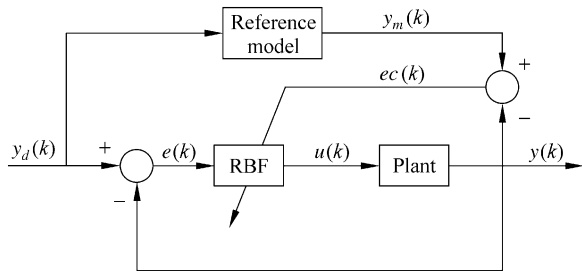 Reference
model
y_m(k)
+
ec(k)
−
y_d(k)
+
e(k)
RBF
u(k)
Plant
y(k)
−